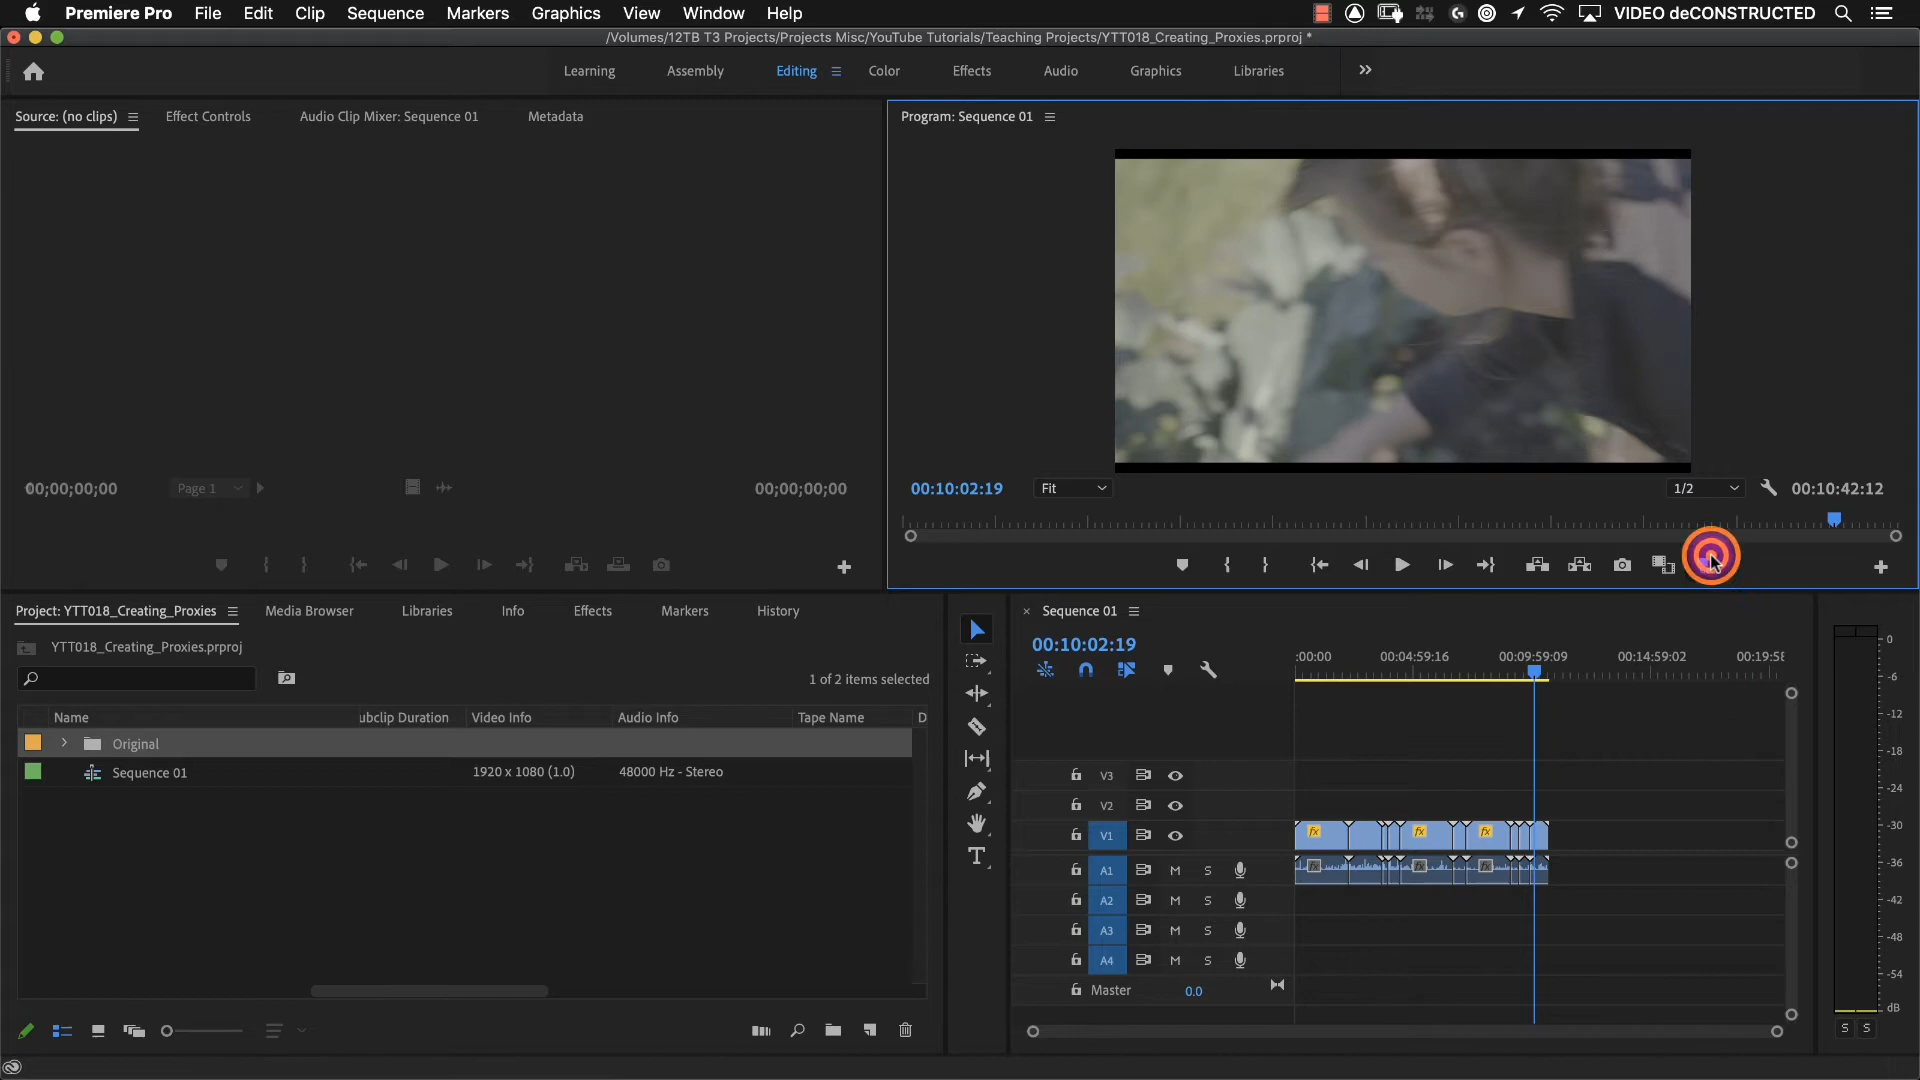 Premiere Pro File Edit Clip Sequence Markers Graphics View Window Help VIDEO deCONSTRUCTED
/Volumes/12TB T3 Projects/Projects Misc/YouTube Tutorials/Teaching Projects/YTT018_Creating_Proxies.prproj *
Learning Assembly Editing Color Effects Audio Graphics Libraries
Source: (no clips) Effect Controls Audio Clip Mixer: Sequence 01 Metadata
Program: Sequence 01
00;00;00;00 Page 1 00;00;00;00
00:10:02:19 Fit 1/2 00:10:42:12
Project: YTT018_Creating_Proxies Media Browser Libraries Info Effects Markers History
YTT018_Creating_Proxies.prproj
1 of 2 items selected
Name ubclip Duration Video Info Audio Info Tape Name D
Original
Sequence 01 1920 x 1080 (1.0) 48000 Hz - Stereo
T
× Sequence 01
00:10:02:19
:00:00 00:04:59:16 00:09:59:09 00:14:59:02 00:19:58
V3
V2
V1
fx fx fx
A1 M S
fx fx fx
A2 M S
A3 M S
A4 M S
Master 0.0
0
-6
-12
-18
-24
-30
-36
-42
-48
-54
dB
S S